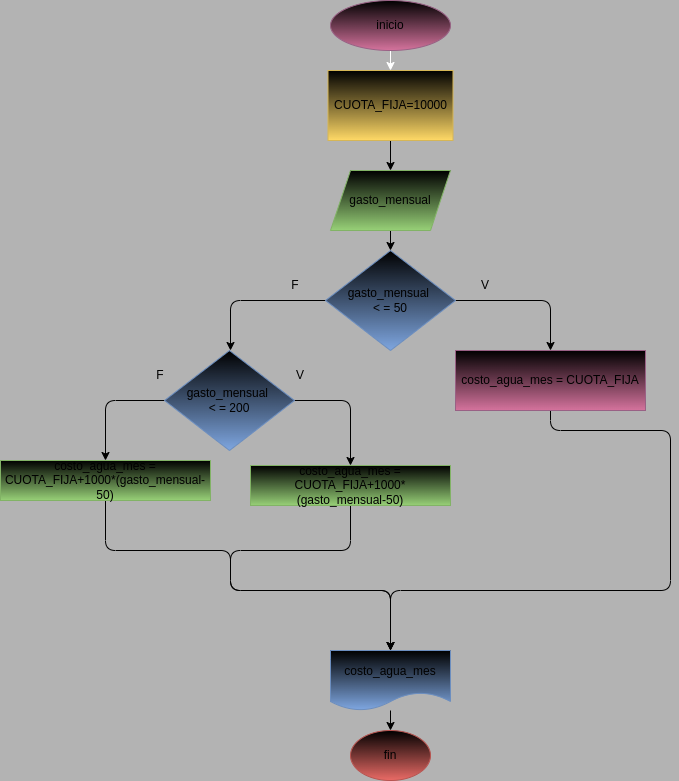 inicio
CUOTA_FIJA=10000
gasto_mensual
F
V
gasto_mensual
< = 50
F
V
gasto_mensual
< = 200
costo_agua_mes = CUOTA_FIJA
costo_agua_mes =
CUOTA_FIJA+1000*(gasto_mensual-
50)
costo_agua_mes =
CUOTA_FIJA+1000*
(gasto_mensual-50)
costo_agua_mes
fin